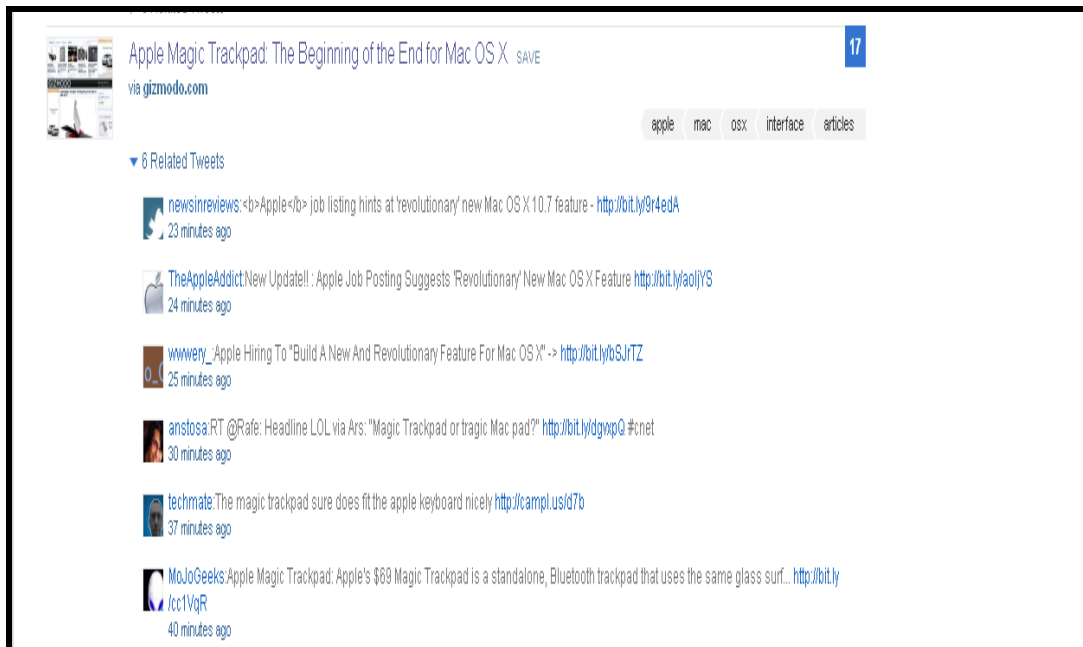 Apple Magic Trackpad: The Beginning of the End for Mac OS X SAVE
17
via gizmodo.com
apple mac osx interface articles
6 Related Tweets
newsinreviews:<b>Apple</b> job listing hints at 'revolutionary' new Mac OS X 10.7 feature - http://bit.ly/9r4edA
23 minutes ago
TheAppleAddict:New Update!! : Apple Job Posting Suggests 'Revolutionary' New Mac OS X Feature http://bit.ly/aoljYS
24 minutes ago
wwwery_:Apple Hiring To "Build A New And Revolutionary Feature For Mac OS X" -> http://bit.ly/bSJrTZ
25 minutes ago
anstosa:RT @Rafe: Headline LOL via Ars: "Magic Trackpad or tragic Mac pad?" http://bit.ly/dgvxpQ #cnet
30 minutes ago
techmate:The magic trackpad sure does fit the apple keyboard nicely http://campl.us/d7b
37 minutes ago
MoJoGeeks:Apple Magic Trackpad: Apple's $69 Magic Trackpad is a standalone, Bluetooth trackpad that uses the same glass surf... http://bit.ly
/cc1VqR
40 minutes ago